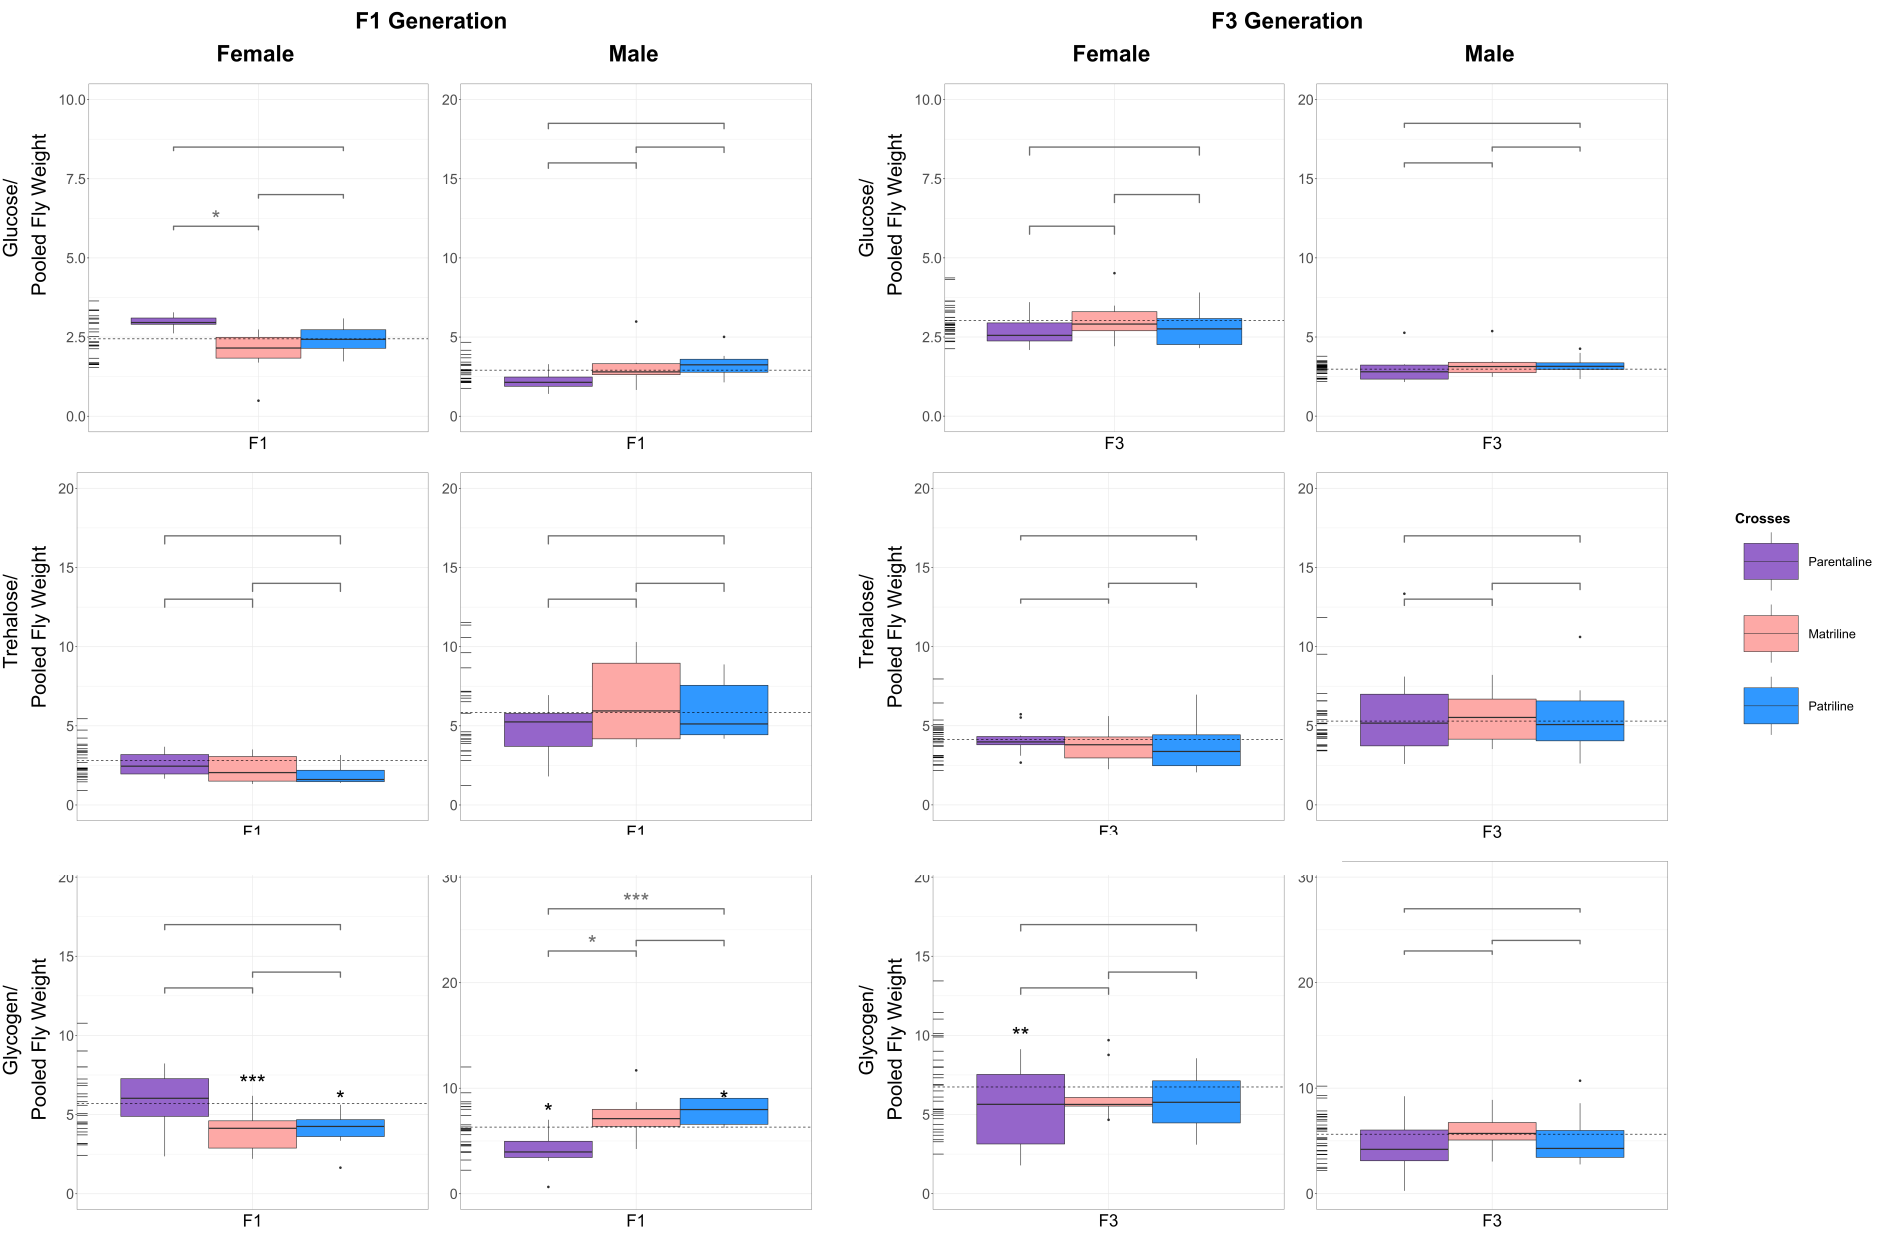 F1 Generation
F3 Generation
Female
Male
Female
Male
Glucose/
Pooled Fly Weight
10.0
7.5
5.0
2.5
0.0
*
F1
20
15
10
5
0
F1
Glucose/
Pooled Fly Weight
10.0
7.5
5.0
2.5
0.0
F3
20
15
10
5
0
F3
Trehalose/
Pooled Fly Weight
20
15
10
5
0
F1
20
15
10
5
0
F1
Trehalose/
Pooled Fly Weight
20
15
10
5
0
F3
20
15
10
5
0
F3
Crosses
Parentaline
Matriline
Patriline
Glycogen/
Pooled Fly Weight
20
15
10
5
0
***
*
F1
30
20
10
0
***
*
*
*
F1
Glycogen/
Pooled Fly Weight
20
15
10
5
0
**
F3
30
20
10
0
F3